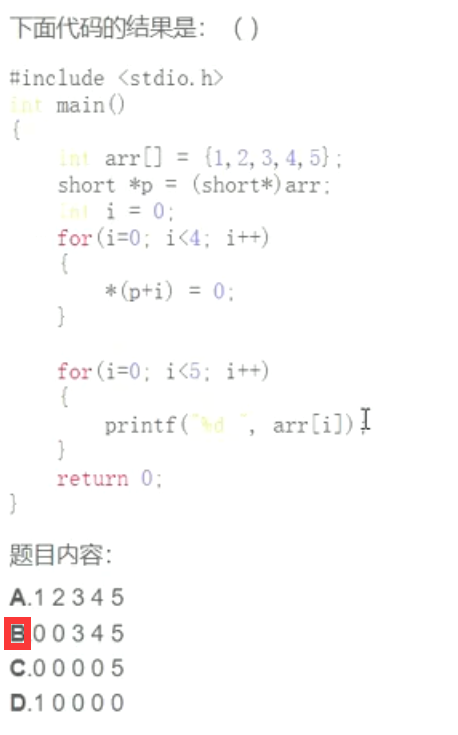 下面代码的结果是：（ ）
#include <stdio.h>
int main()
{
    int arr[] = {1,2,3,4,5};
    short *p = (short*)arr;
    int i = 0;
    for(i=0; i<4; i++)
    {
        *(p+i) = 0;
    }
    for(i=0; i<5; i++)
    {
        printf("%d ", arr[i])
    }
    return 0;
}
题目内容：
A.1 2 3 4 5
B 0 0 3 4 5
C.0 0 0 0 5
D.1 0 0 0 0